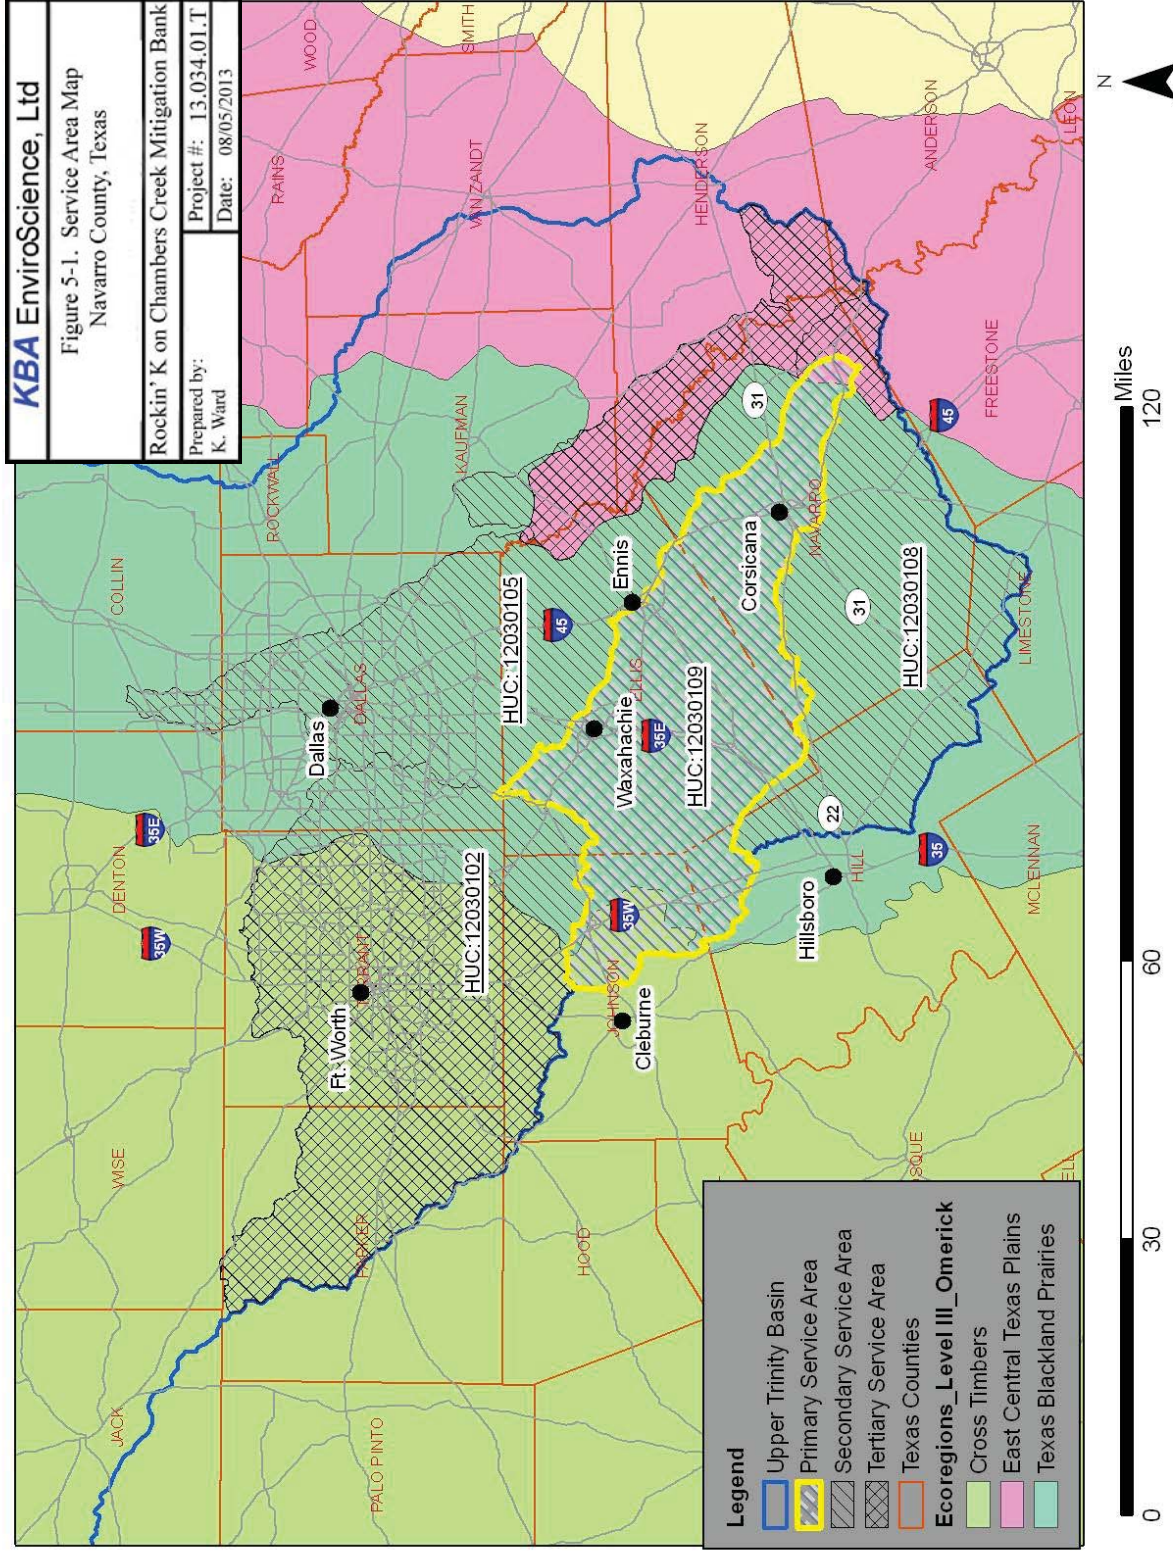 KBA EnviroScience, Ltd
Figure 5-1. Service Area Map
Navarro County, Texas
Rockin' K on Chambers Creek Mitigation Bank
Prepared by:
K. Ward
Project #: 13.034.01.T
Date: 08/05/2013
JACK
WISE
DENTON
COLLIN
ROCKWALL
RAINS
WOOD
SMITH
PALO PINTO
PARKER
TARRANT
DALLAS
KAUFMAN
VAN ZANDT
HOOD
JOHNSON
ELLIS
HENDERSON
HILL
NAVARRO
ANDERSON
FREESTONE
LIMESTONE
MCLENNAN
LEON
Ft. Worth
Dallas
Cleburne
Waxahachie
Ennis
Corsicana
Hillsboro
HUC:12030102
HUC:12030105
HUC:12030109
HUC:12030108
35W
35E
45
35W
35E
31
31
22
35
45
Legend
Upper Trinity Basin
Primary Service Area
Secondary Service Area
Tertiary Service Area
Texas Counties
Ecoregions_Level III_Omerick
Cross Timbers
East Central Texas Plains
Texas Blackland Prairies
0
30
60
120
Miles
N